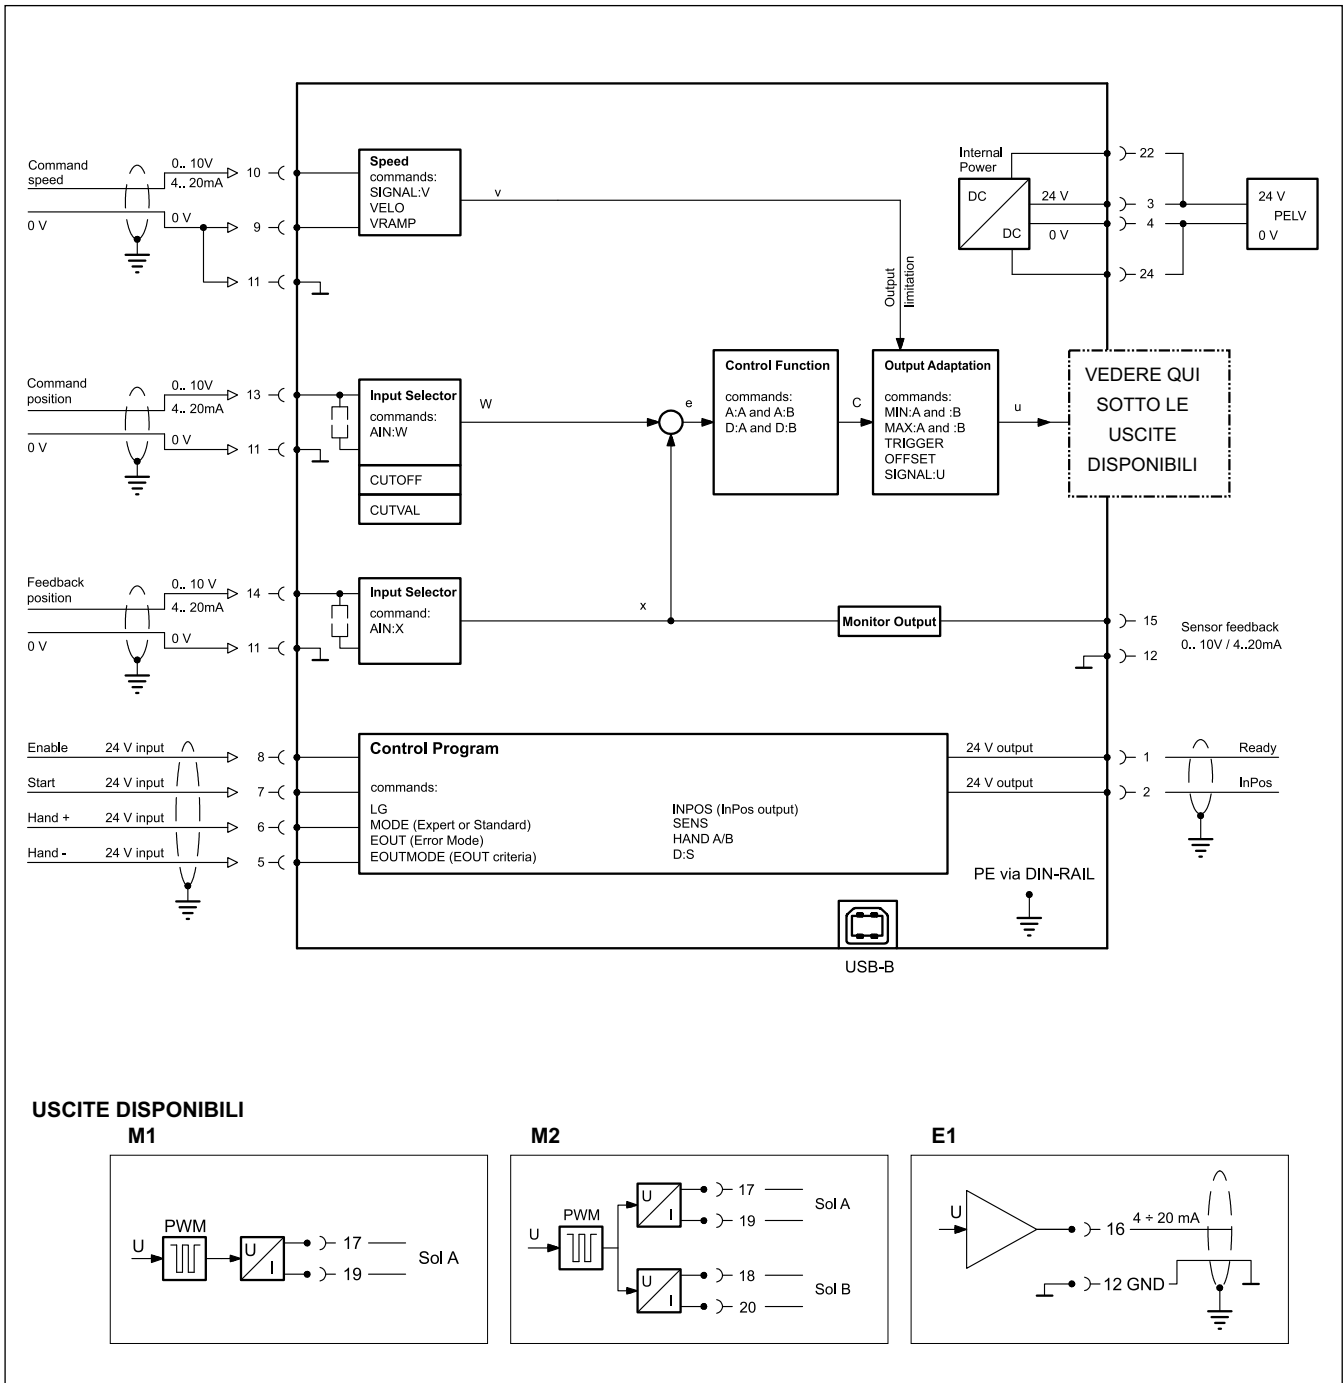 Command
speed
0.. 10V
4.. 20mA
10
0 V
0 V
9
11
Speed
commands:
SIGNAL:V
VELO
VRAMP
v
Output
limitation
Internal
Power
DC
DC
24 V
0 V
22
3
4
24
24 V
PELV
0 V
Command
position
0.. 10V
4.. 20mA
13
0 V
0 V
11
Input Selector
commands:
AIN:W
CUTOFF
CUTVAL
W
e
Control Function
commands:
A:A and A:B
D:A and D:B
C
Output Adaptation
commands:
MIN:A and :B
MAX:A and :B
TRIGGER
OFFSET
SIGNAL:U
u
VEDERE QUI
SOTTO LE
USCITE
DISPONIBILI
Feedback
position
0.. 10 V
4.. 20mA
14
0 V
0 V
11
Input Selector
command:
AIN:X
x
Monitor Output
15
12
Sensor feedback
0.. 10V / 4..20mA
Enable 24 V input 8
Start 24 V input 7
Hand + 24 V input 6
Hand - 24 V input 5
Control Program
commands:
LG
MODE (Expert or Standard)
EOUT (Error Mode)
EOUTMODE (EOUT criteria)
INPOS (InPos output)
SENS
HAND A/B
D:S
24 V output 1 Ready
24 V output 2 InPos
PE via DIN-RAIL
USB-B
USCITE DISPONIBILI
M1
U
PWM
U
I
17
19
Sol A
M2
U
PWM
U
I
17
19
Sol A
U
I
18
20
Sol B
E1
U
16
4 ÷ 20 mA
12 GND